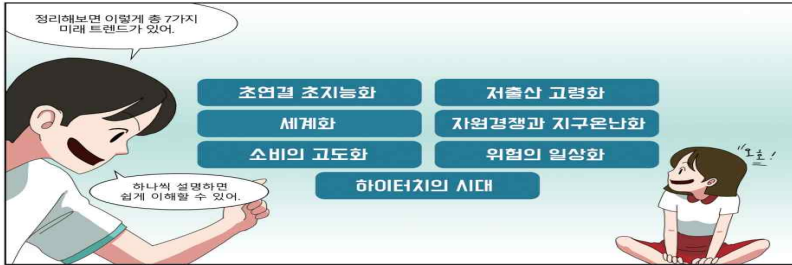 정리해보면 이렇게 총 7가지
미래 트렌드가 있어.
초연결 초지능화
저출산 고령화
세계화
자원경쟁과 지구온난화
소비의 고도화
위험의 일상화
하이터치의 시대
"오호!
하나씩 설명하면
쉽게 이해할 수 있어.